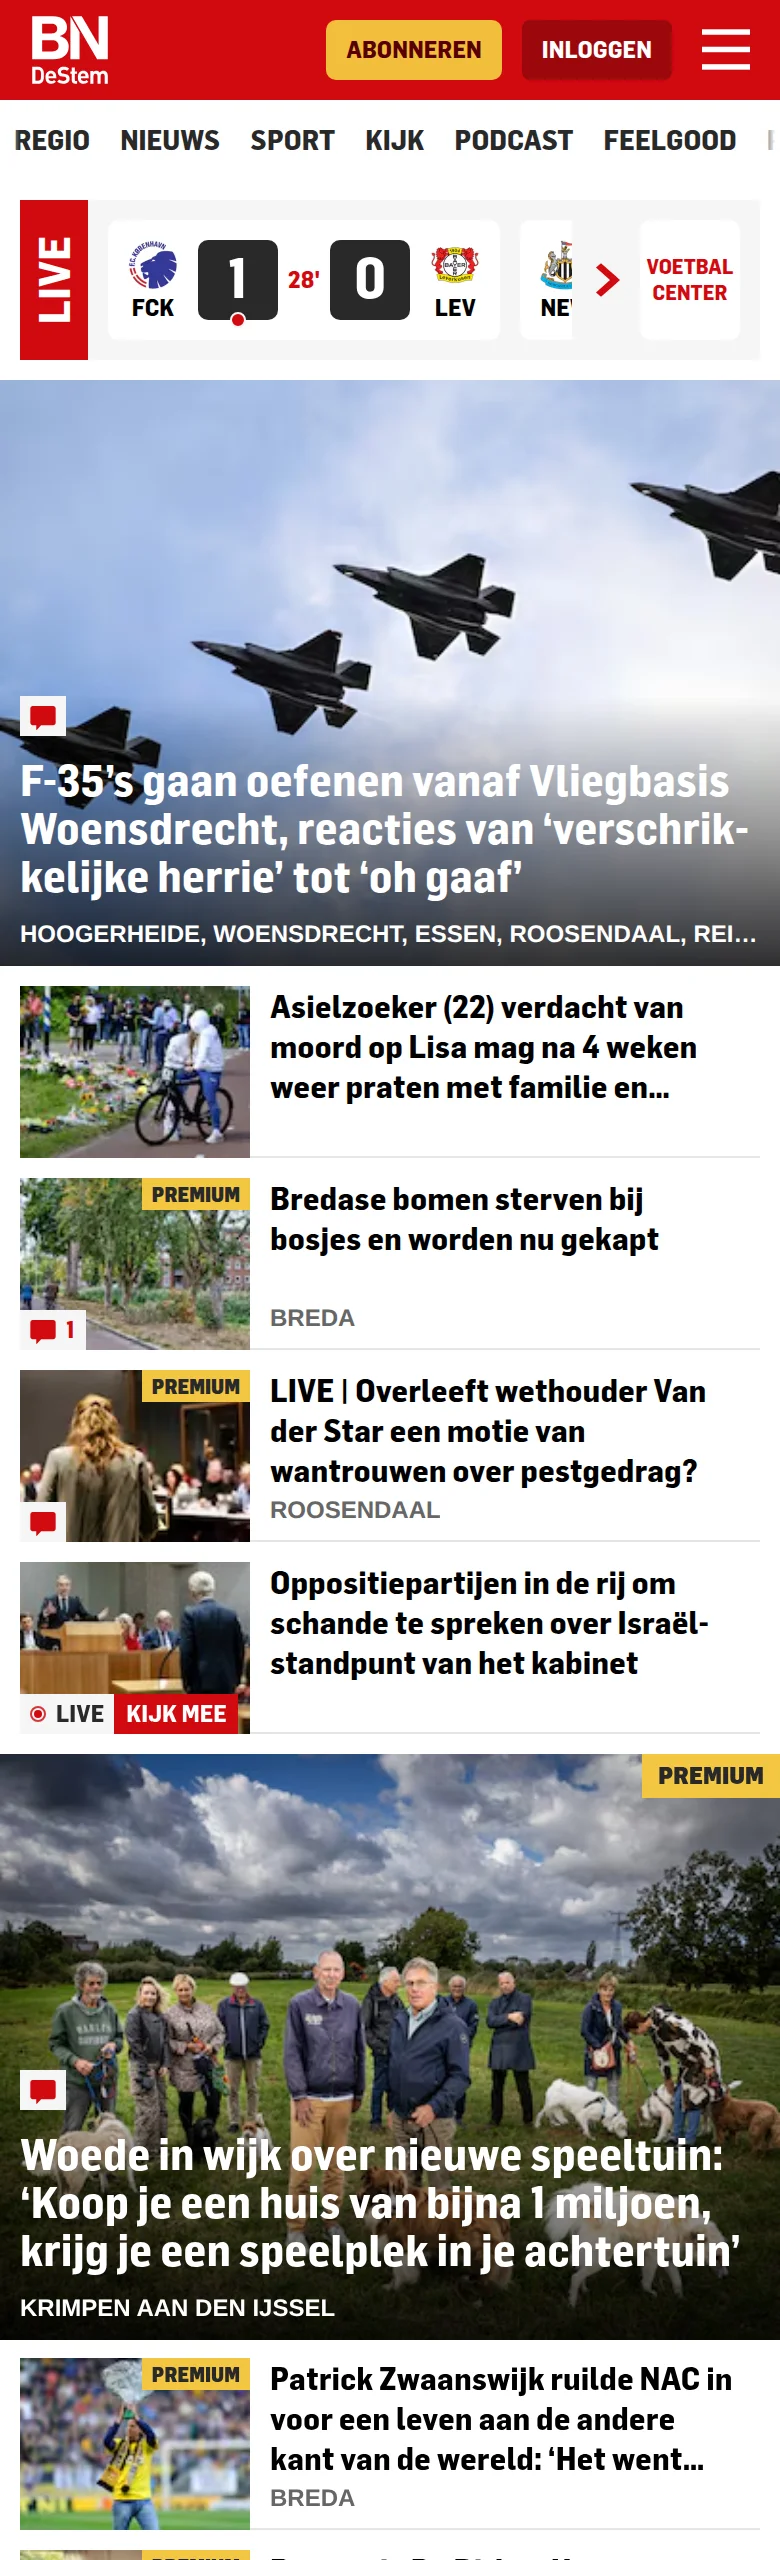 BN
DeStem
ABONNEREN
INLOGGEN
REGIO NIEUWS SPORT KIJK PODCAST FEELGOOD
LIVE
F.C. KØBENHAVN
FCK
1
28'
0
LEV
VOETBAL
CENTER
F-35’s gaan oefenen vanaf Vliegbasis
Woensdrecht, reacties van ‘verschrik-
kelijke herrie’ tot ‘oh gaaf’
HOOGERHEIDE, WOENSDRECHT, ESSEN, ROOSENDAAL, REI...
Asielzoeker (22) verdacht van
moord op Lisa mag na 4 weken
weer praten met familie en...
PREMIUM
1
Bredase bomen sterven bij
bosjes en worden nu gekapt
BREDA
PREMIUM
LIVE | Overleeft wethouder Van
der Star een motie van
wantrouwen over pestgedrag?
ROOSENDAAL
LIVE KIJK MEE
Oppositiepartijen in de rij om
schande te spreken over Israël-
standpunt van het kabinet
PREMIUM
Woede in wijk over nieuwe speeltuin:
‘Koop je een huis van bijna 1 miljoen,
krijg je een speelplek in je achtertuin’
KRIMPEN AAN DEN IJSSEL
PREMIUM
Patrick Zwaanswijk ruilde NAC in
voor een leven aan de andere
kant van de wereld: ‘Het went...
BREDA